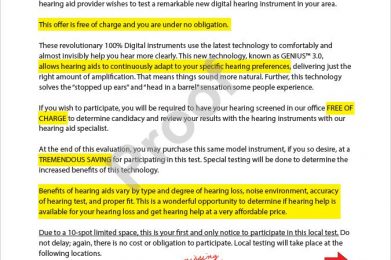 hearing aid provider wishes to test a remarkable new digital hearing instrument in your area.
This offer is free of charge and you are under no obligation.
These revolutionary 100% Digital instruments use the latest technology to comfortably and
almost invisibly help you hear more clearly. This new technology, known as GENIUS™ 3.0,
allows hearing aids to continuously adapt to your specific hearing preferences, delivering just the
right amount of amplification. That means things sound more natural. Further, this technology
solves the "stopped up ears" and "head in a barrel" sensation some people experience.
If you wish to participate, you will be required to have your hearing screened in our office FREE OF
CHARGE to determine candidacy and review your results with the hearing instruments with our
hearing aid specialist.
At the end of this evaluation, you may purchase this same model instrument, if you so desire, at a
TREMENDOUS SAVING for participating in this test. Special testing will be done to determine the
increased benefits of this technology.
Benefits of hearing aids vary by type and degree of hearing loss, noise environment, accuracy
of hearing test, and proper fit. This is a wonderful opportunity to determine if hearing help is
available for your hearing loss and get hearing help at a very affordable price.
Due to a 10-spot limited space, this is your first and only notice to participate in this local test. Do
not delay; again, there is no cost or obligation to participate. Local testing will take place at the
following locations.
Proof